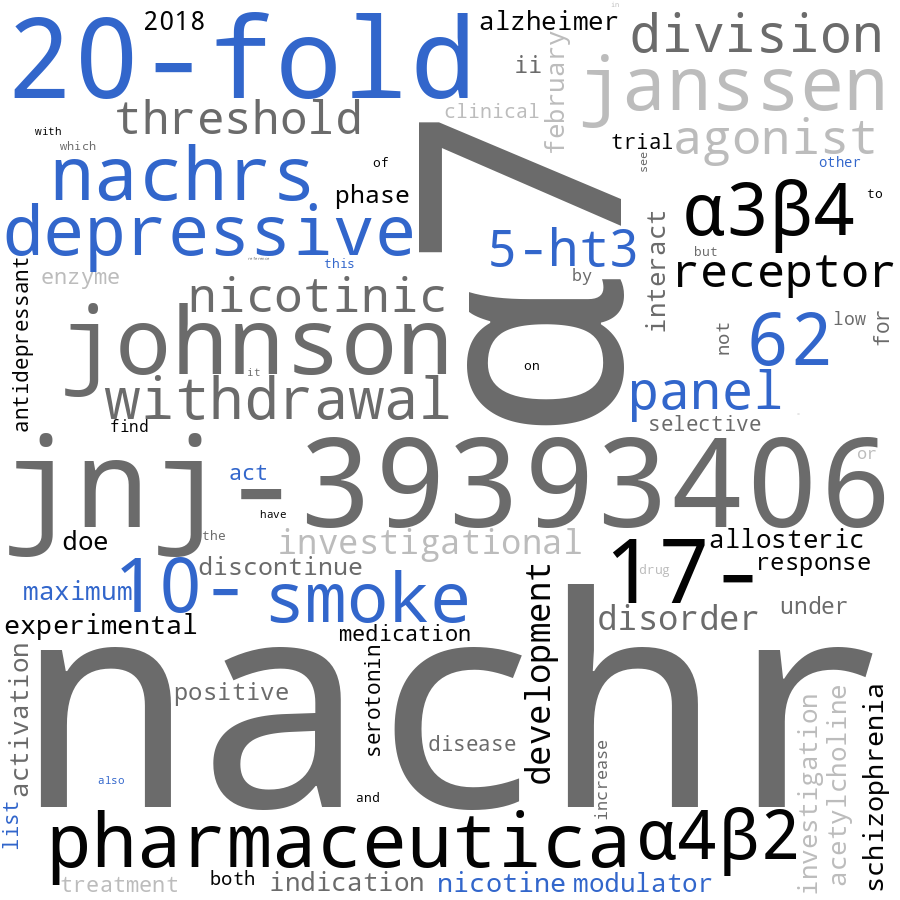 in
2018
20-fold
alzheimer
division
ii
february
janssen
clinical
threshold
with
which
trial
agonist
nachrs
of
see
other
phase
α3β4
to
α7
depressive
5-ht3
interact
but
receptor
this
by
antidepressant
enzyme
nicotinic
johnson
not
62
low
for
it
on
withdrawal
panel
find
selective
jnj-39393406
or
act
have
doe
the
investigational
allosteric
10-
discontinue
17-
response
drug
maximum
smoke
under
disorder
experimental
medication
development
activation
positive
serotonin
disease
nachr
investigation
acetylcholine
schizophrenia
increase
also
and
list
pharmaceutica
α4β2
treatment
both
indication
nicotine
modulator